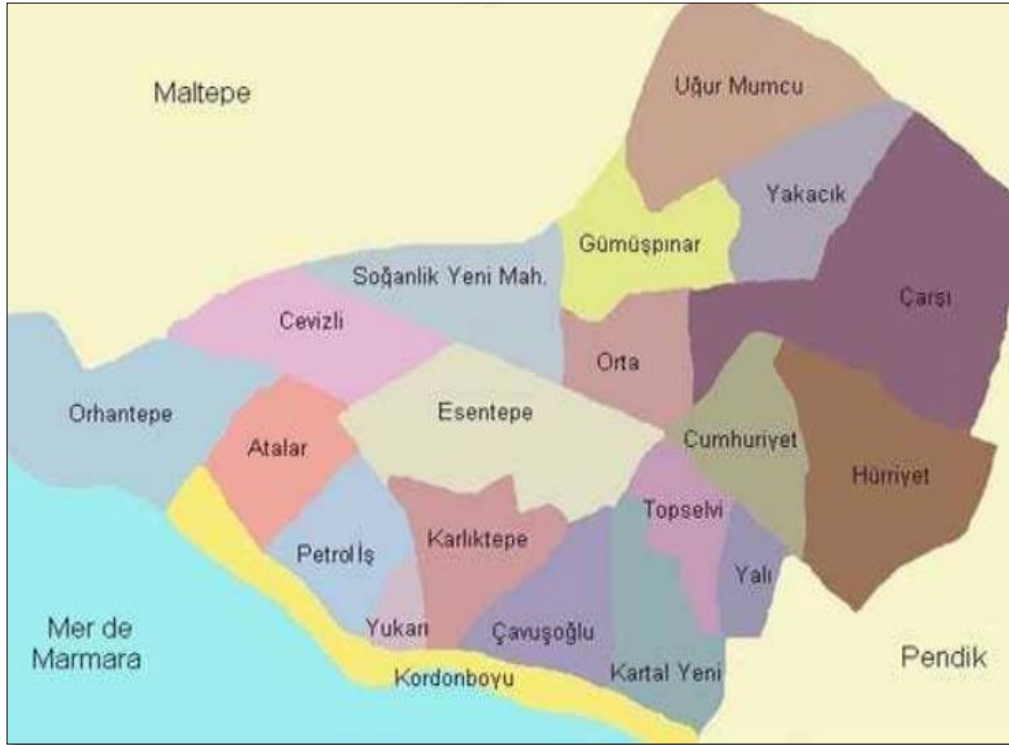 Uğur Mumcu
Maltepe
Yakacık
Gümüşpınar
Soğanlik Yeni Mah.
Çarşı
Cevizli
Orta
Orhantepe
Esentepe
Cumhuriyet
Atalar
Hürriyet
Topselvi
Karlıktepe
Petrol İş
Yalı
Mer de
Marmara
Yukarı
Çavuşoğlu
Pendik
Kordonboyu
Kartal Yeni